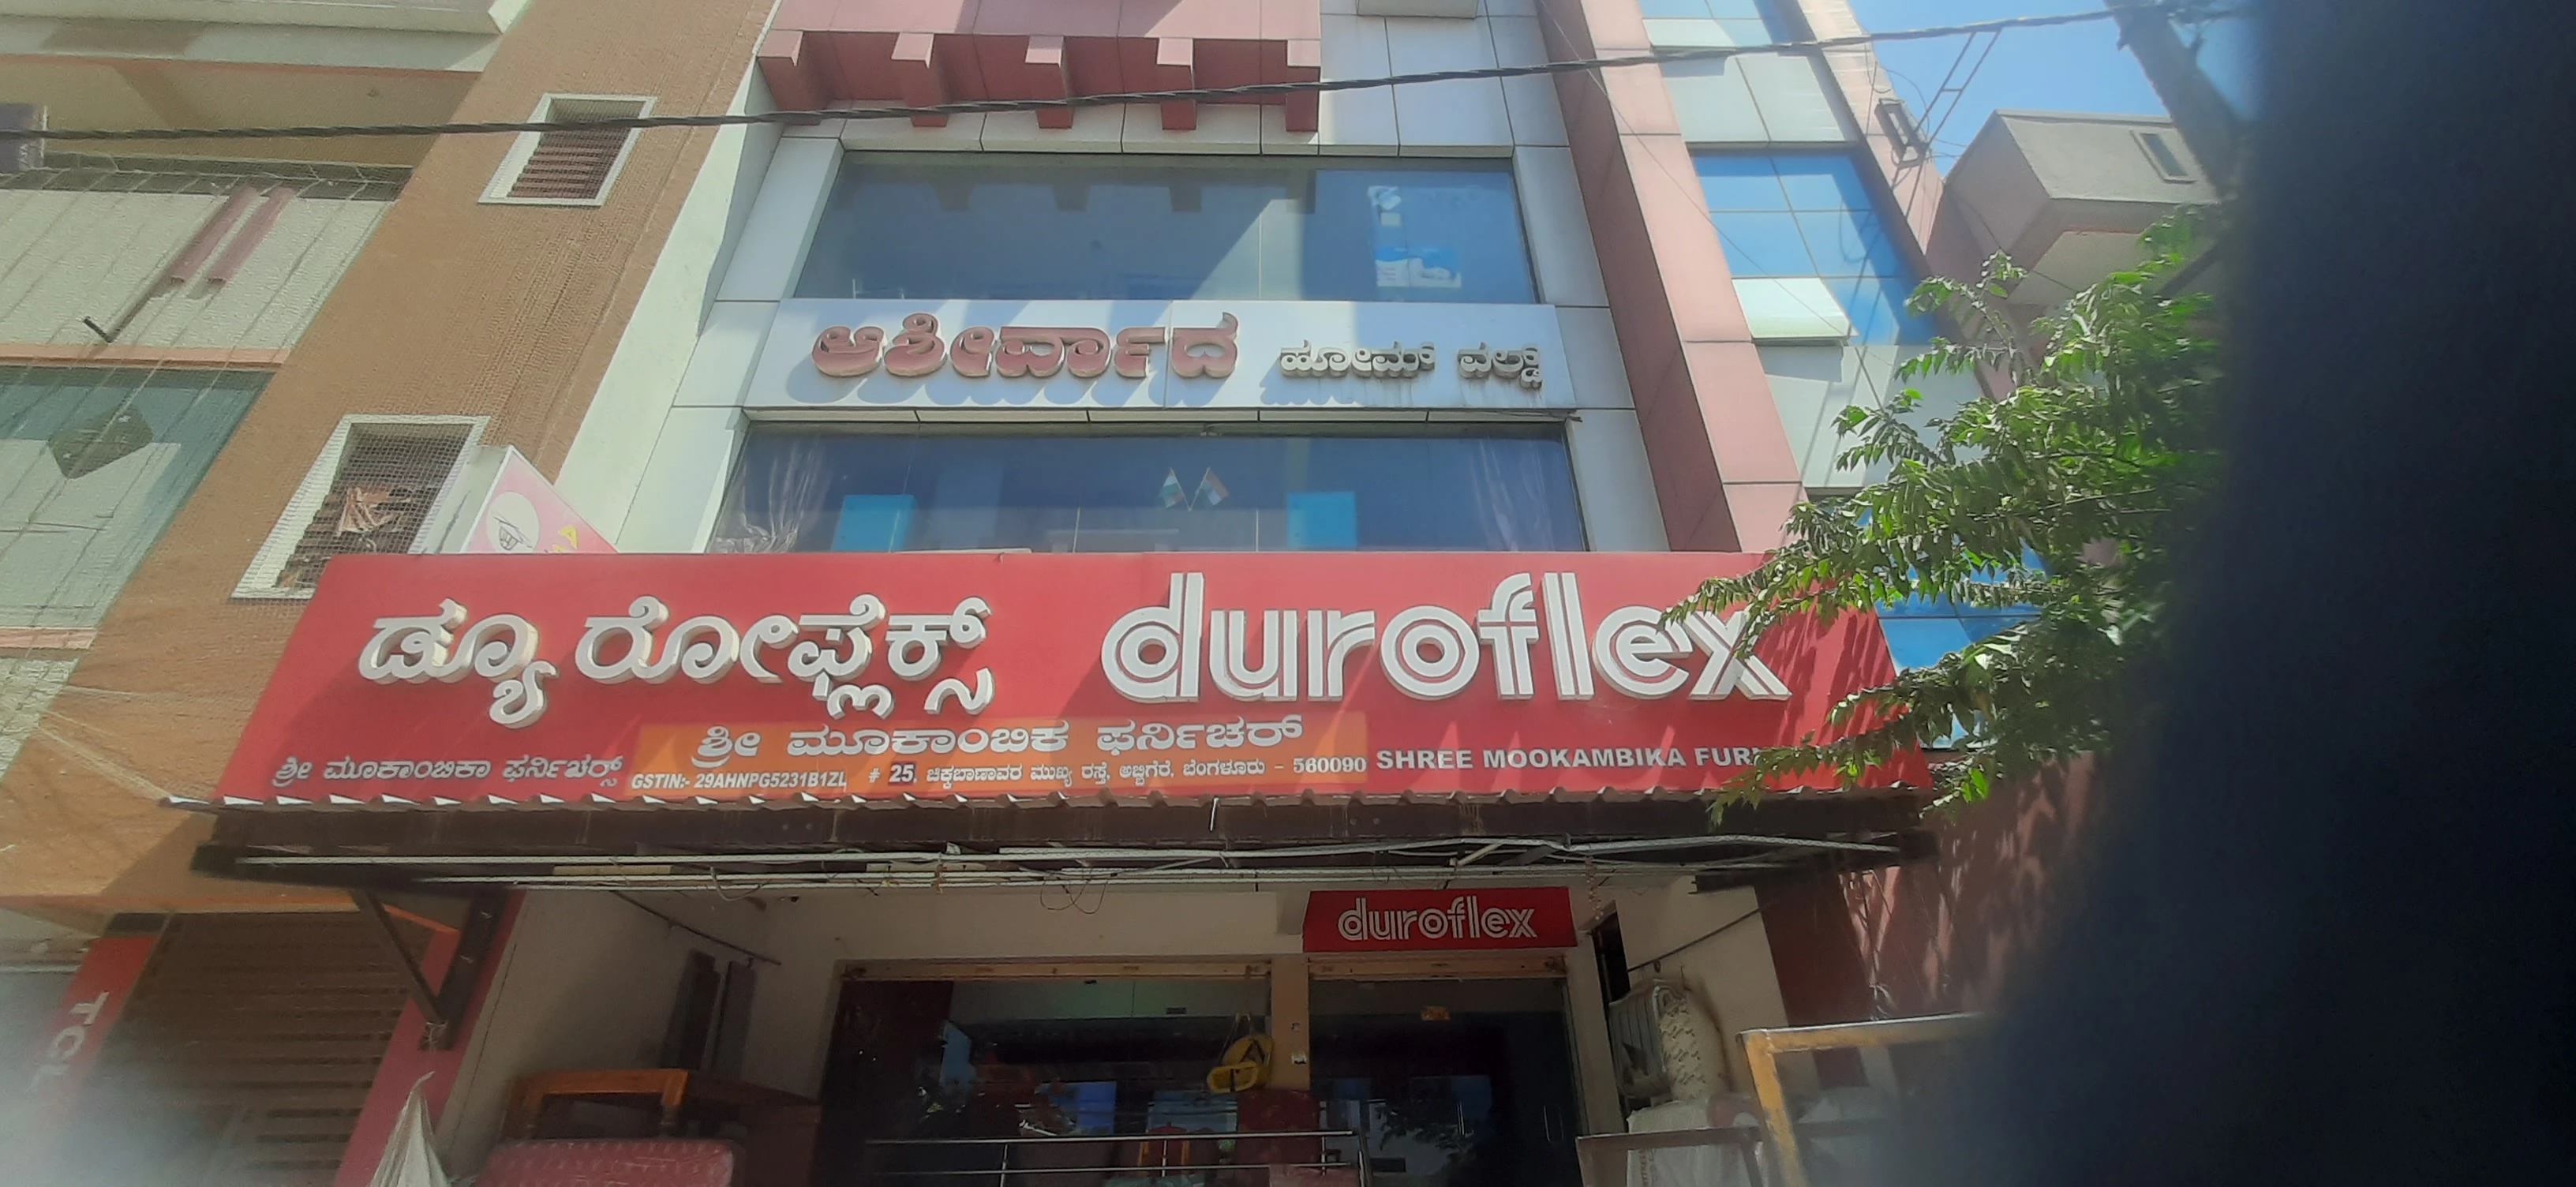 ಆಶೀರ್ವಾದ ಹೋಮ್ ವರ್ಲ್ಡ್
ಡ್ಯೂರೋಫ್ಲೆಕ್ಸ್ duroflex
ಶ್ರೀ ಮೂಕಾಂಬಿಕ ಫರ್ನಿಚರ್
ಶ್ರೀ ಮೂಕಾಂಬಿಕಾ ಫರ್ನಿಚರ್ಸ್ GSTIN:- 29AHNPG5231B1ZL # 25, ಚಿಕ್ಕಬಾಣಾವರ ಮುಖ್ಯ ರಸ್ತೆ, ಅಬ್ಬಿಗೆರೆ, ಬೆಂಗಳೂರು - 560090 SHREE MOOKAMBIKA
duroflex
TCL